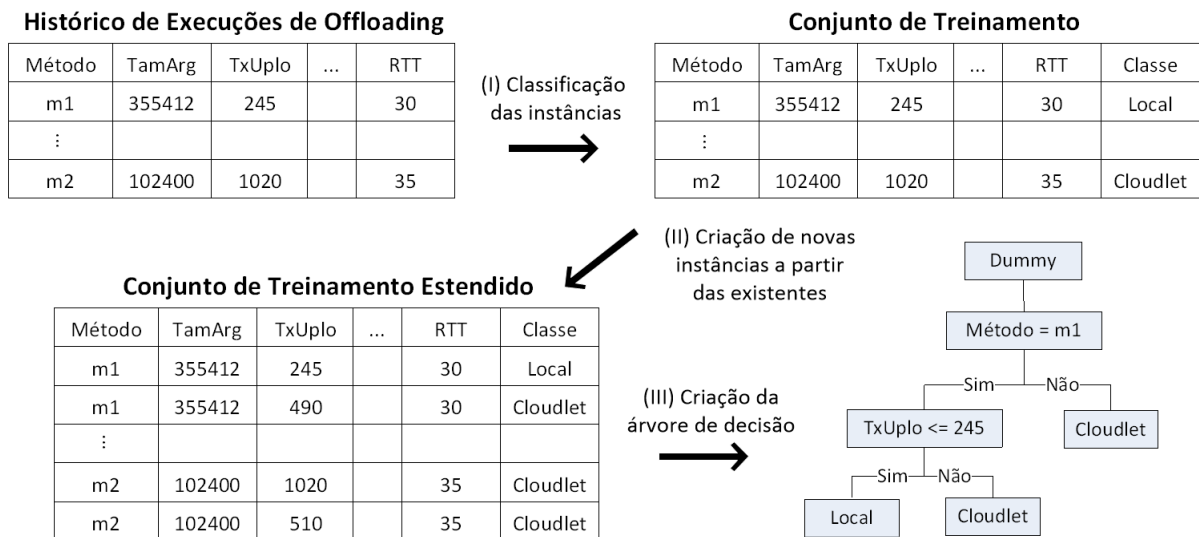 Histórico de Execuções de Offloading
Método TamArg TxUplo ... RTT
m1 355412 245 30
⋮
m2 102400 1020 35
(I) Classificação
das instâncias
Conjunto de Treinamento
Método TamArg TxUplo ... RTT Classe
m1 355412 245 30 Local
⋮
m2 102400 1020 35 Cloudlet
(II) Criação de novas
instâncias a partir
das existentes
Conjunto de Treinamento Estendido
Método TamArg TxUplo ... RTT Classe
m1 355412 245 30 Local
m1 355412 490 30 Cloudlet
⋮
m2 102400 1020 35 Cloudlet
m2 102400 510 35 Cloudlet
(III) Criação da
árvore de decisão
Dummy
Método = m1
Sim Não
TxUplo <= 245 Cloudlet
Sim Não
Local Cloudlet